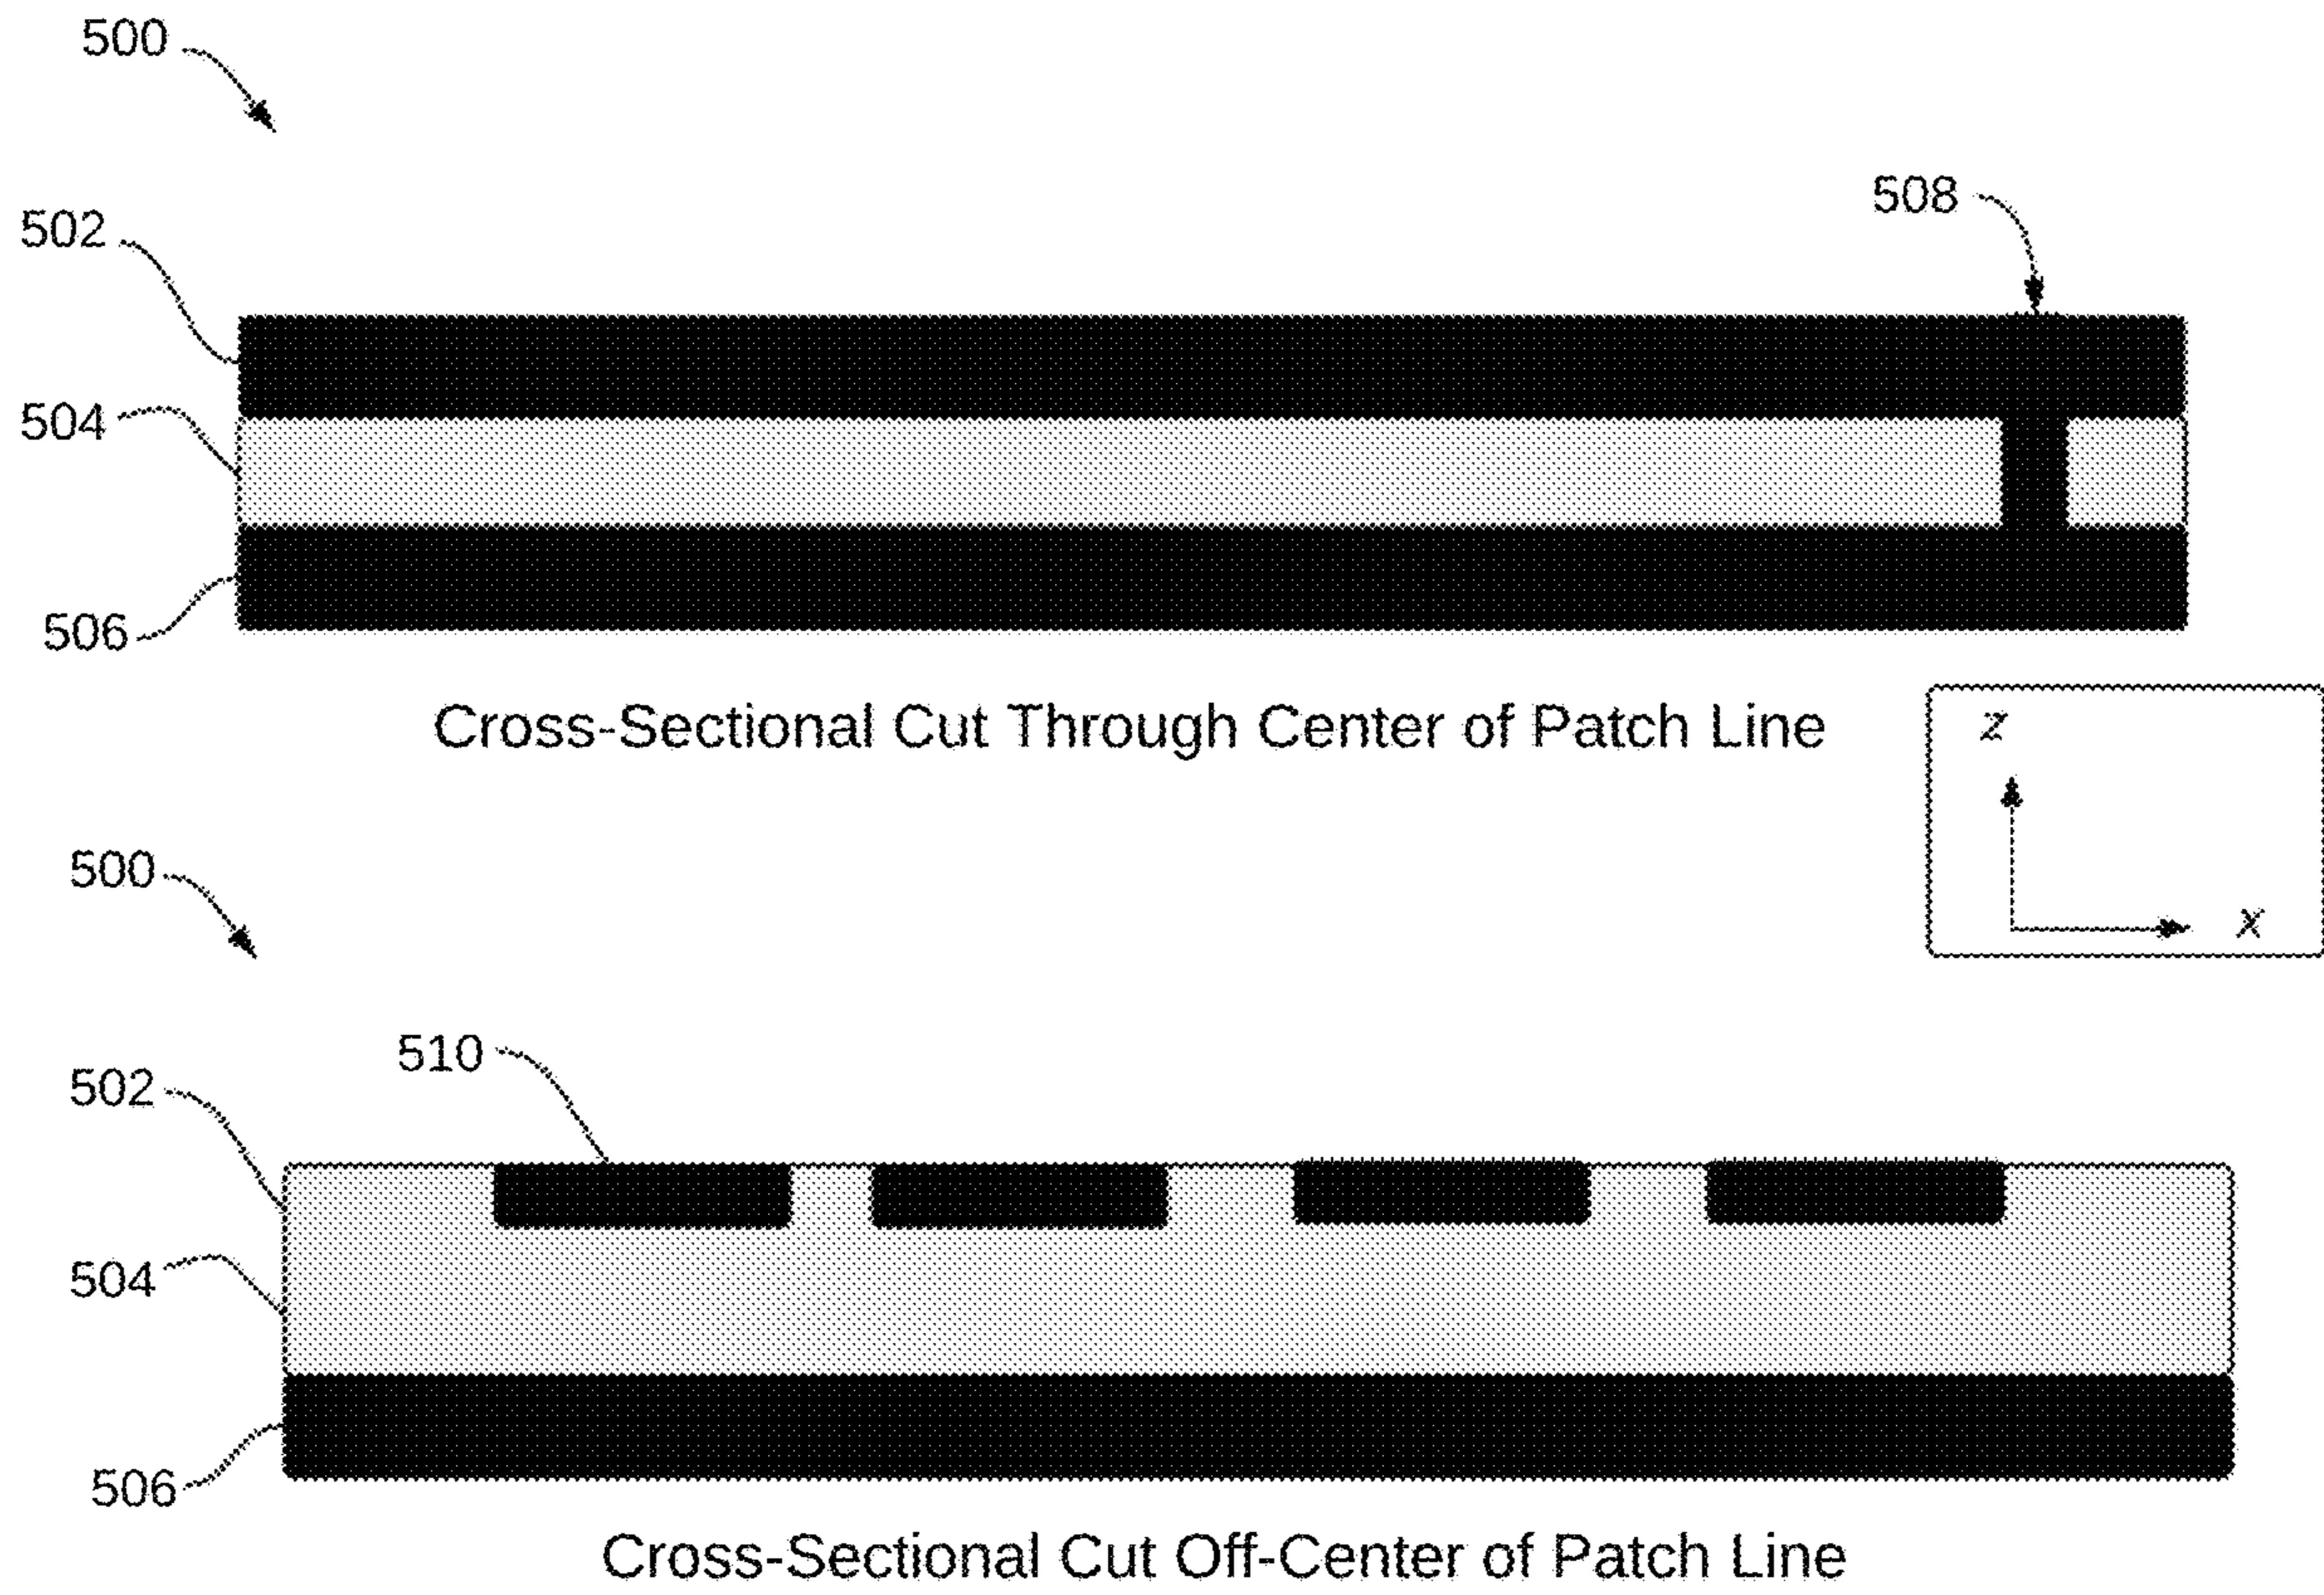 500
508
502
504
506
Cross-Sectional Cut Through Center of Patch Line
z
x
500
510
502
504
506
Cross-Sectional Cut Off-Center of Patch Line